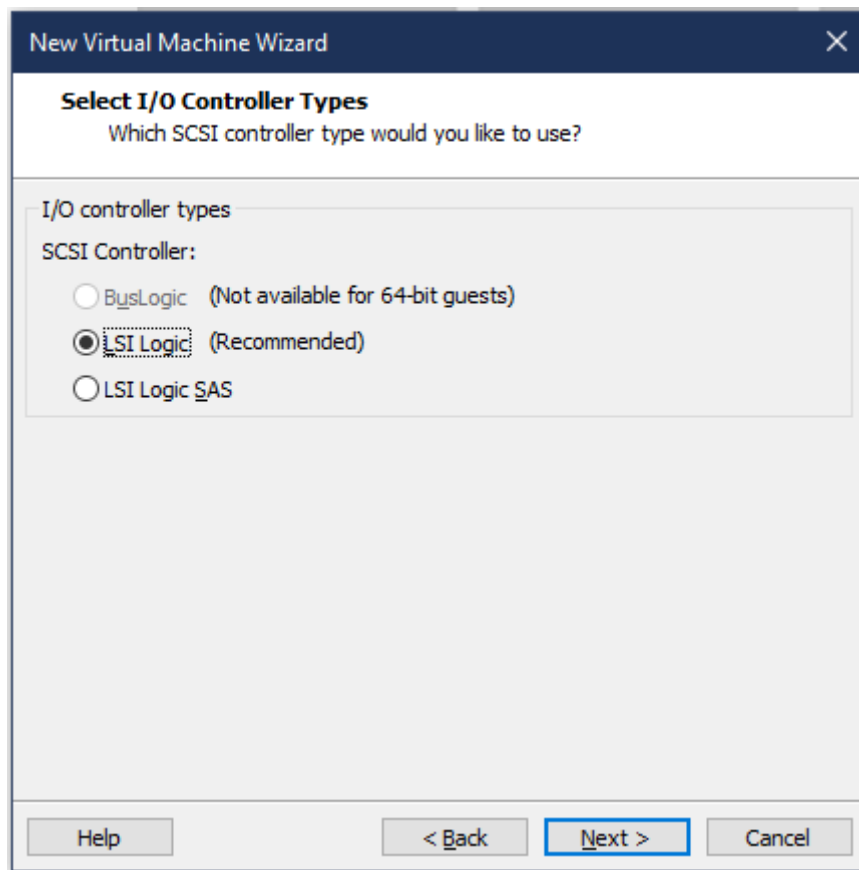 New Virtual Machine Wizard
Select I/O Controller Types
Which SCSI controller type would you like to use?
I/O controller types
SCSI Controller:
BusLogic (Not available for 64-bit guests)
LSI Logic (Recommended)
LSI Logic SAS
Help < Back Next > Cancel